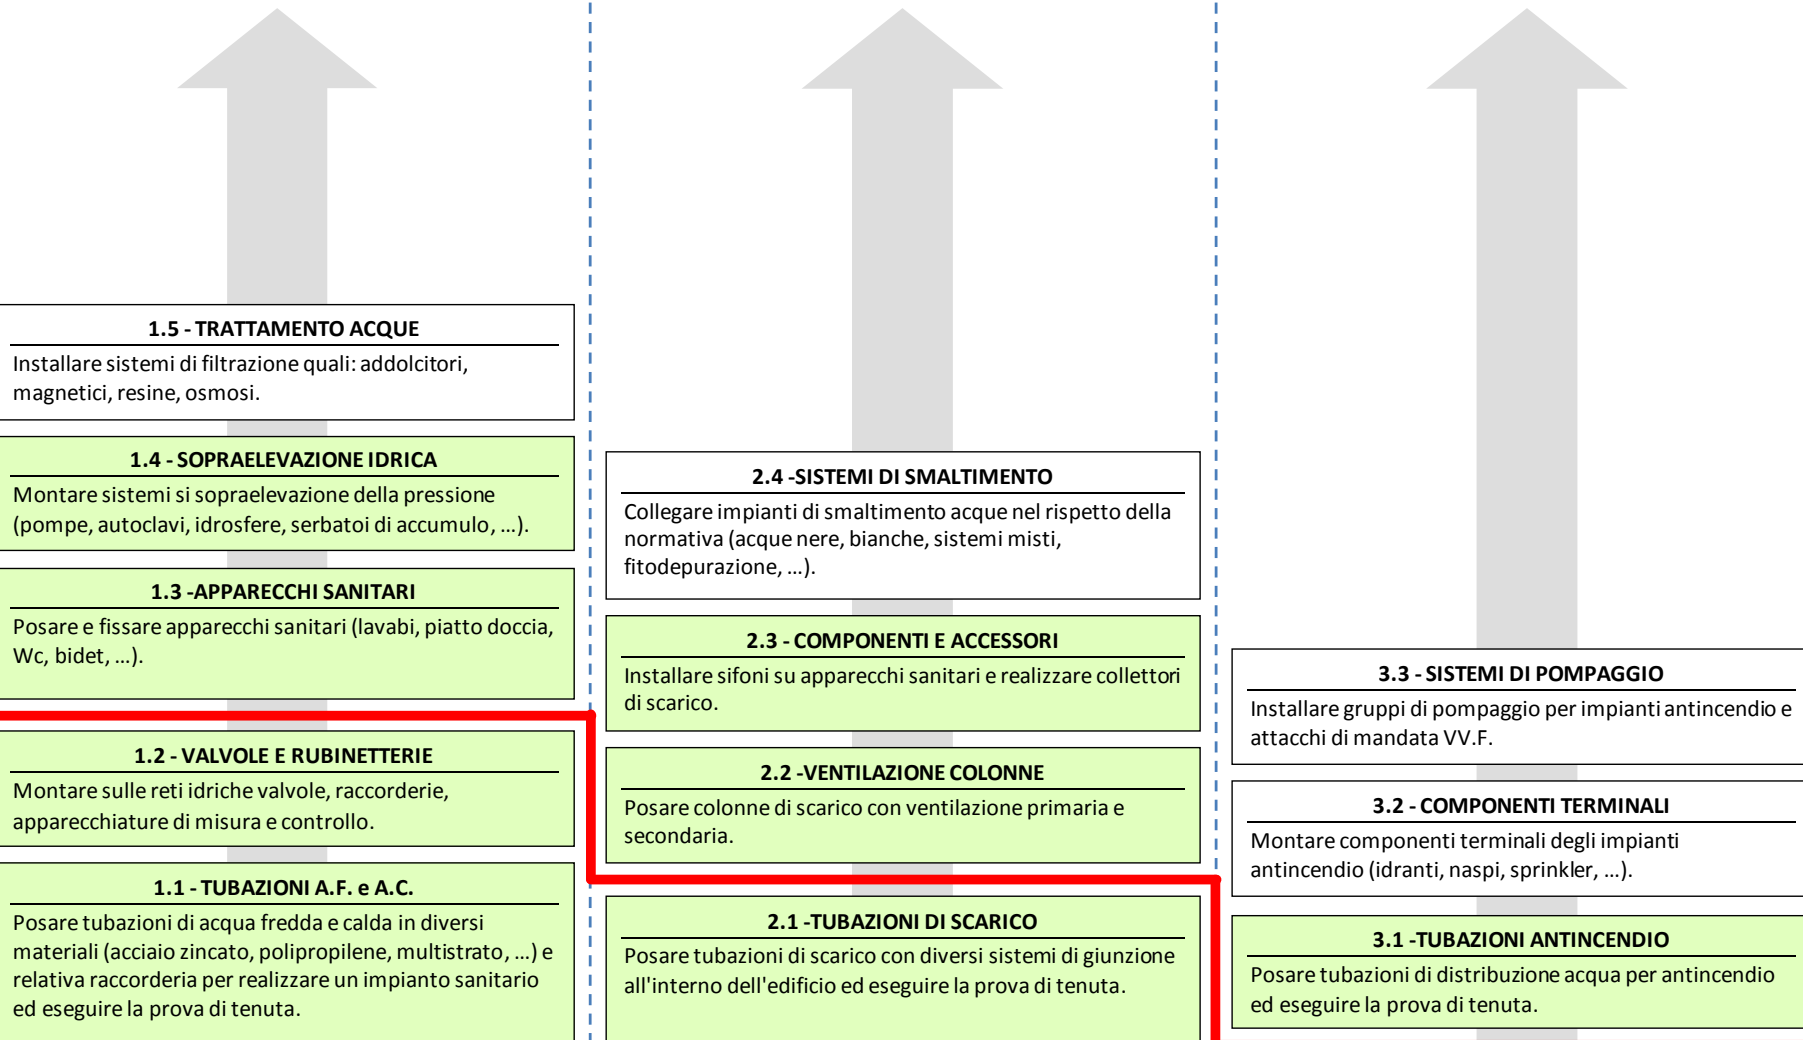 1.5 - TRATTAMENTO ACQUE
Installare sistemi di filtrazione quali: addolcitori,
magnetici, resine, osmosi.
1.4 - SOPRAELEVAZIONE IDRICA
Montare sistemi si sopraelevazione della pressione
(pompe, autoclavi, idrosfere, serbatoi di accumulo, ...).
1.3 -APPARECCHI SANITARI
Posare e fissare apparecchi sanitari (lavabi, piatto doccia,
Wc, bidet, ...).
1.2 - VALVOLE E RUBINETTERIE
Montare sulle reti idriche valvole, raccorderie,
apparecchiature di misura e controllo.
1.1 - TUBAZIONI A.F. e A.C.
Posare tubazioni di acqua fredda e calda in diversi
materiali (acciaio zincato, polipropilene, multistrato, ...) e
relativa raccorderia per realizzare un impianto sanitario
ed eseguire la prova di tenuta.
2.4 -SISTEMI DI SMALTIMENTO
Collegare impianti di smaltimento acque nel rispetto della
normativa (acque nere, bianche, sistemi misti,
fitodepurazione, ...).
2.3 - COMPONENTI E ACCESSORI
Installare sifoni su apparecchi sanitari e realizzare collettori
di scarico.
2.2 -VENTILAZIONE COLONNE
Posare colonne di scarico con ventilazione primaria e
secondaria.
2.1 -TUBAZIONI DI SCARICO
Posare tubazioni di scarico con diversi sistemi di giunzione
all'interno dell'edificio ed eseguire la prova di tenuta.
3.3 - SISTEMI DI POMPAGGIO
Installare gruppi di pompaggio per impianti antincendio e
attacchi di mandata VV.F.
3.2 - COMPONENTI TERMINALI
Montare componenti terminali degli impianti
antincendio (idranti, naspi, sprinkler, ...).
3.1 -TUBAZIONI ANTINCENDIO
Posare tubazioni di distribuzione acqua per antincendio
ed eseguire la prova di tenuta.